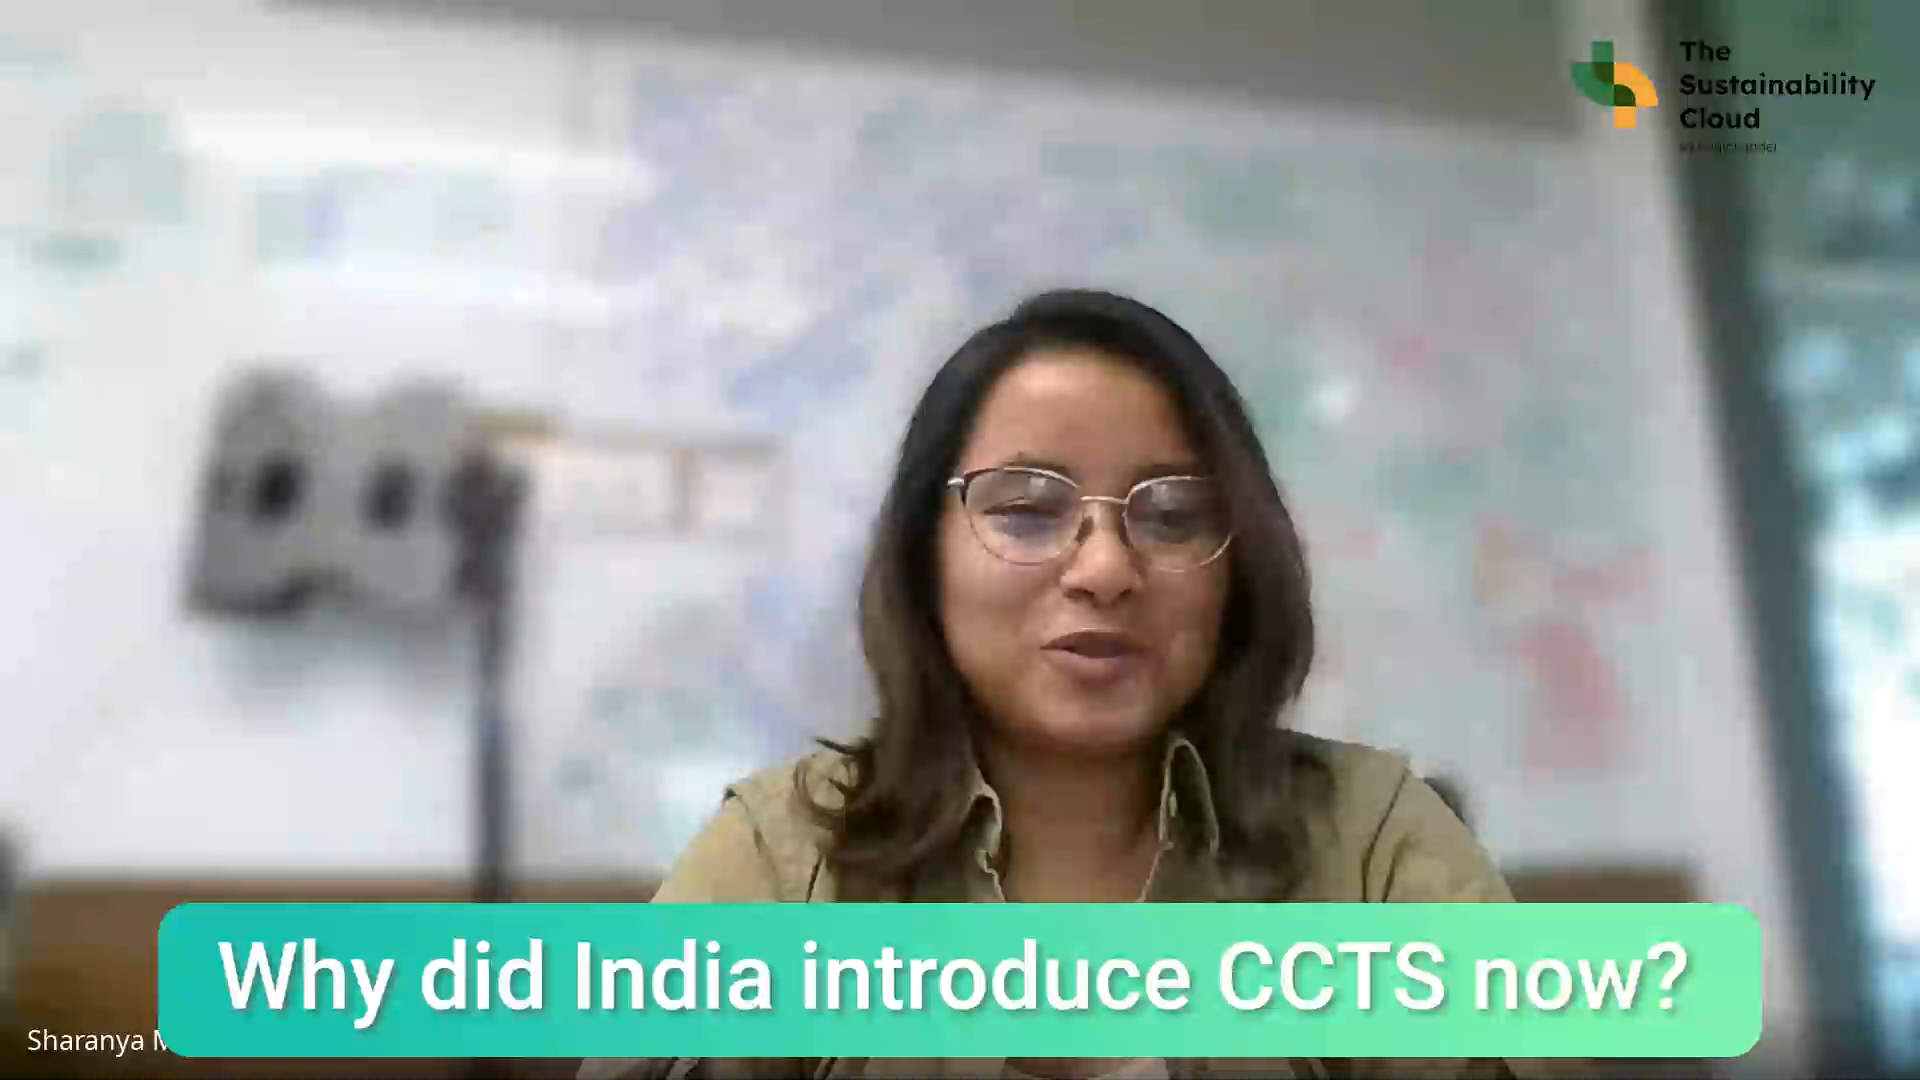 The
Sustainability
Cloud
Why did India introduce CCTS now?
Sharanya